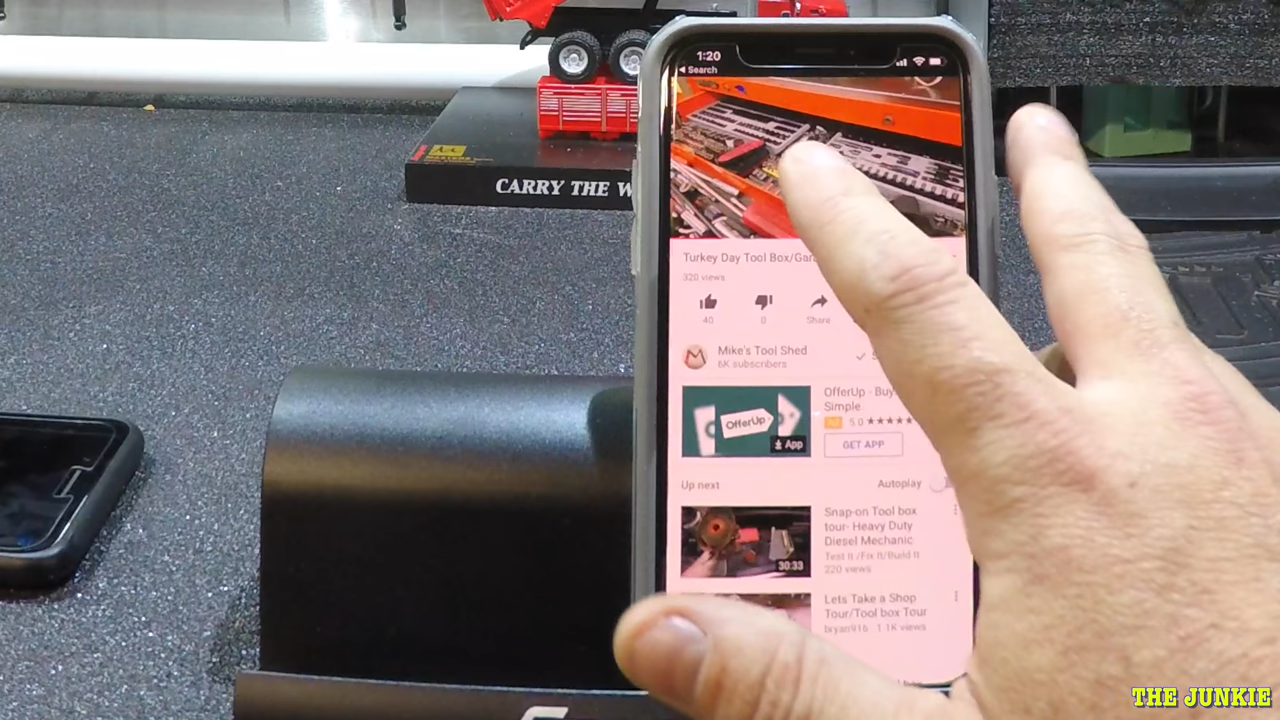 1:20
◀ Search
CARRY THE W
Turkey Day Tool Box/Gar
320 views
40
0
Share
Mike's Tool Shed
6K subscribers
OfferUp - Buy
Simple
Ad 5.0 ★★★★★
GET APP
OfferUp
App
Up next
Autoplay
Snap-on Tool box
tour- Heavy Duty
Diesel Mechanic
Test It /Fix It/Build It
220 views
30:33
Lets Take a Shop
Tour/Tool box Tour
bryan916 · 1.1K views
THE JUNKIE